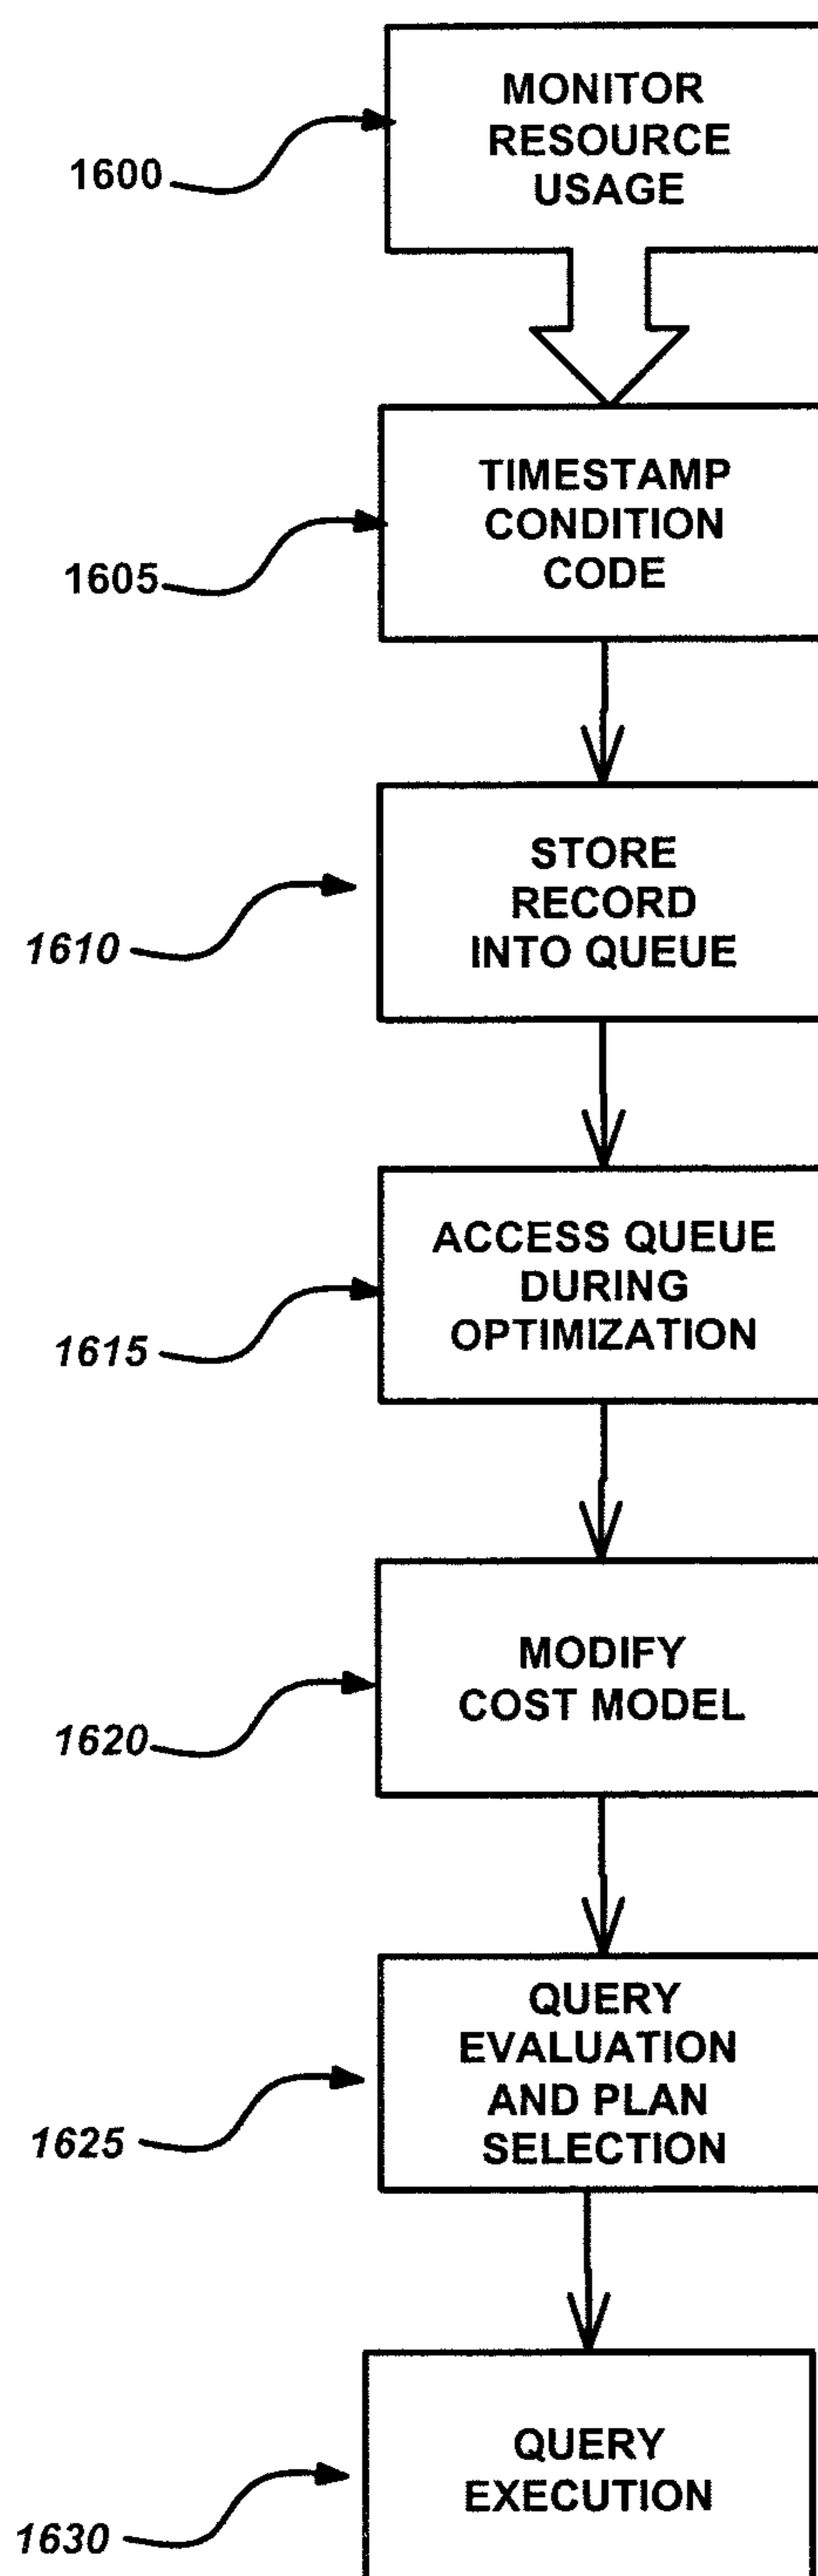 MONITOR
RESOURCE
USAGE
1600
TIMESTAMP
CONDITION
CODE
1605
STORE
RECORD
INTO QUEUE
1610
ACCESS QUEUE
DURING
OPTIMIZATION
1615
MODIFY
COST MODEL
1620
QUERY
EVALUATION
AND PLAN
SELECTION
1625
QUERY
EXECUTION
1630